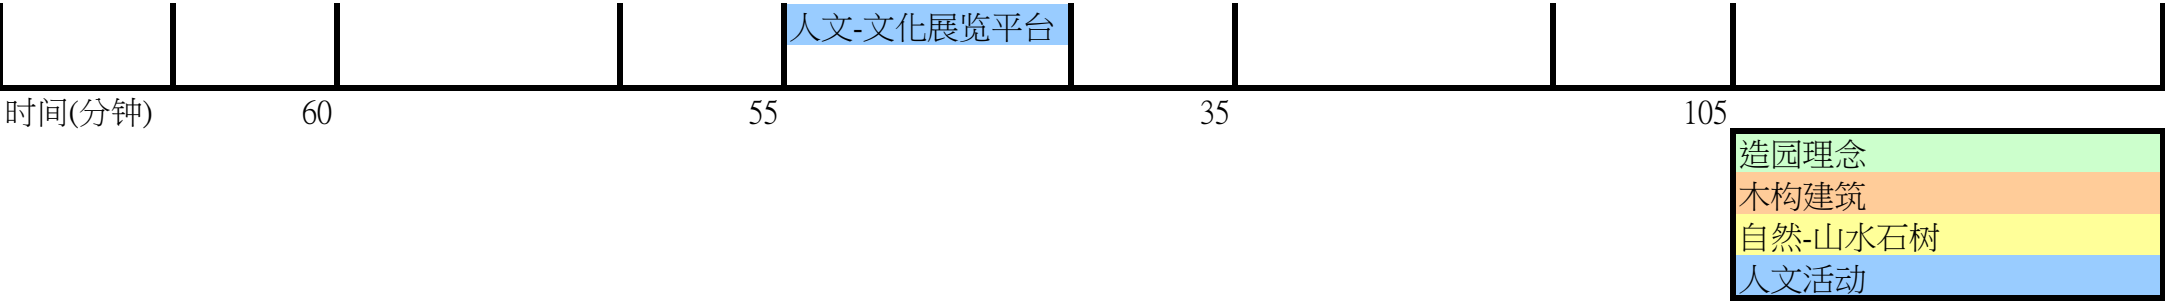 人文-文化展览平台
时间(分钟) 60 55 35 105
造园理念
木构建筑
自然-山水石树
人文活动